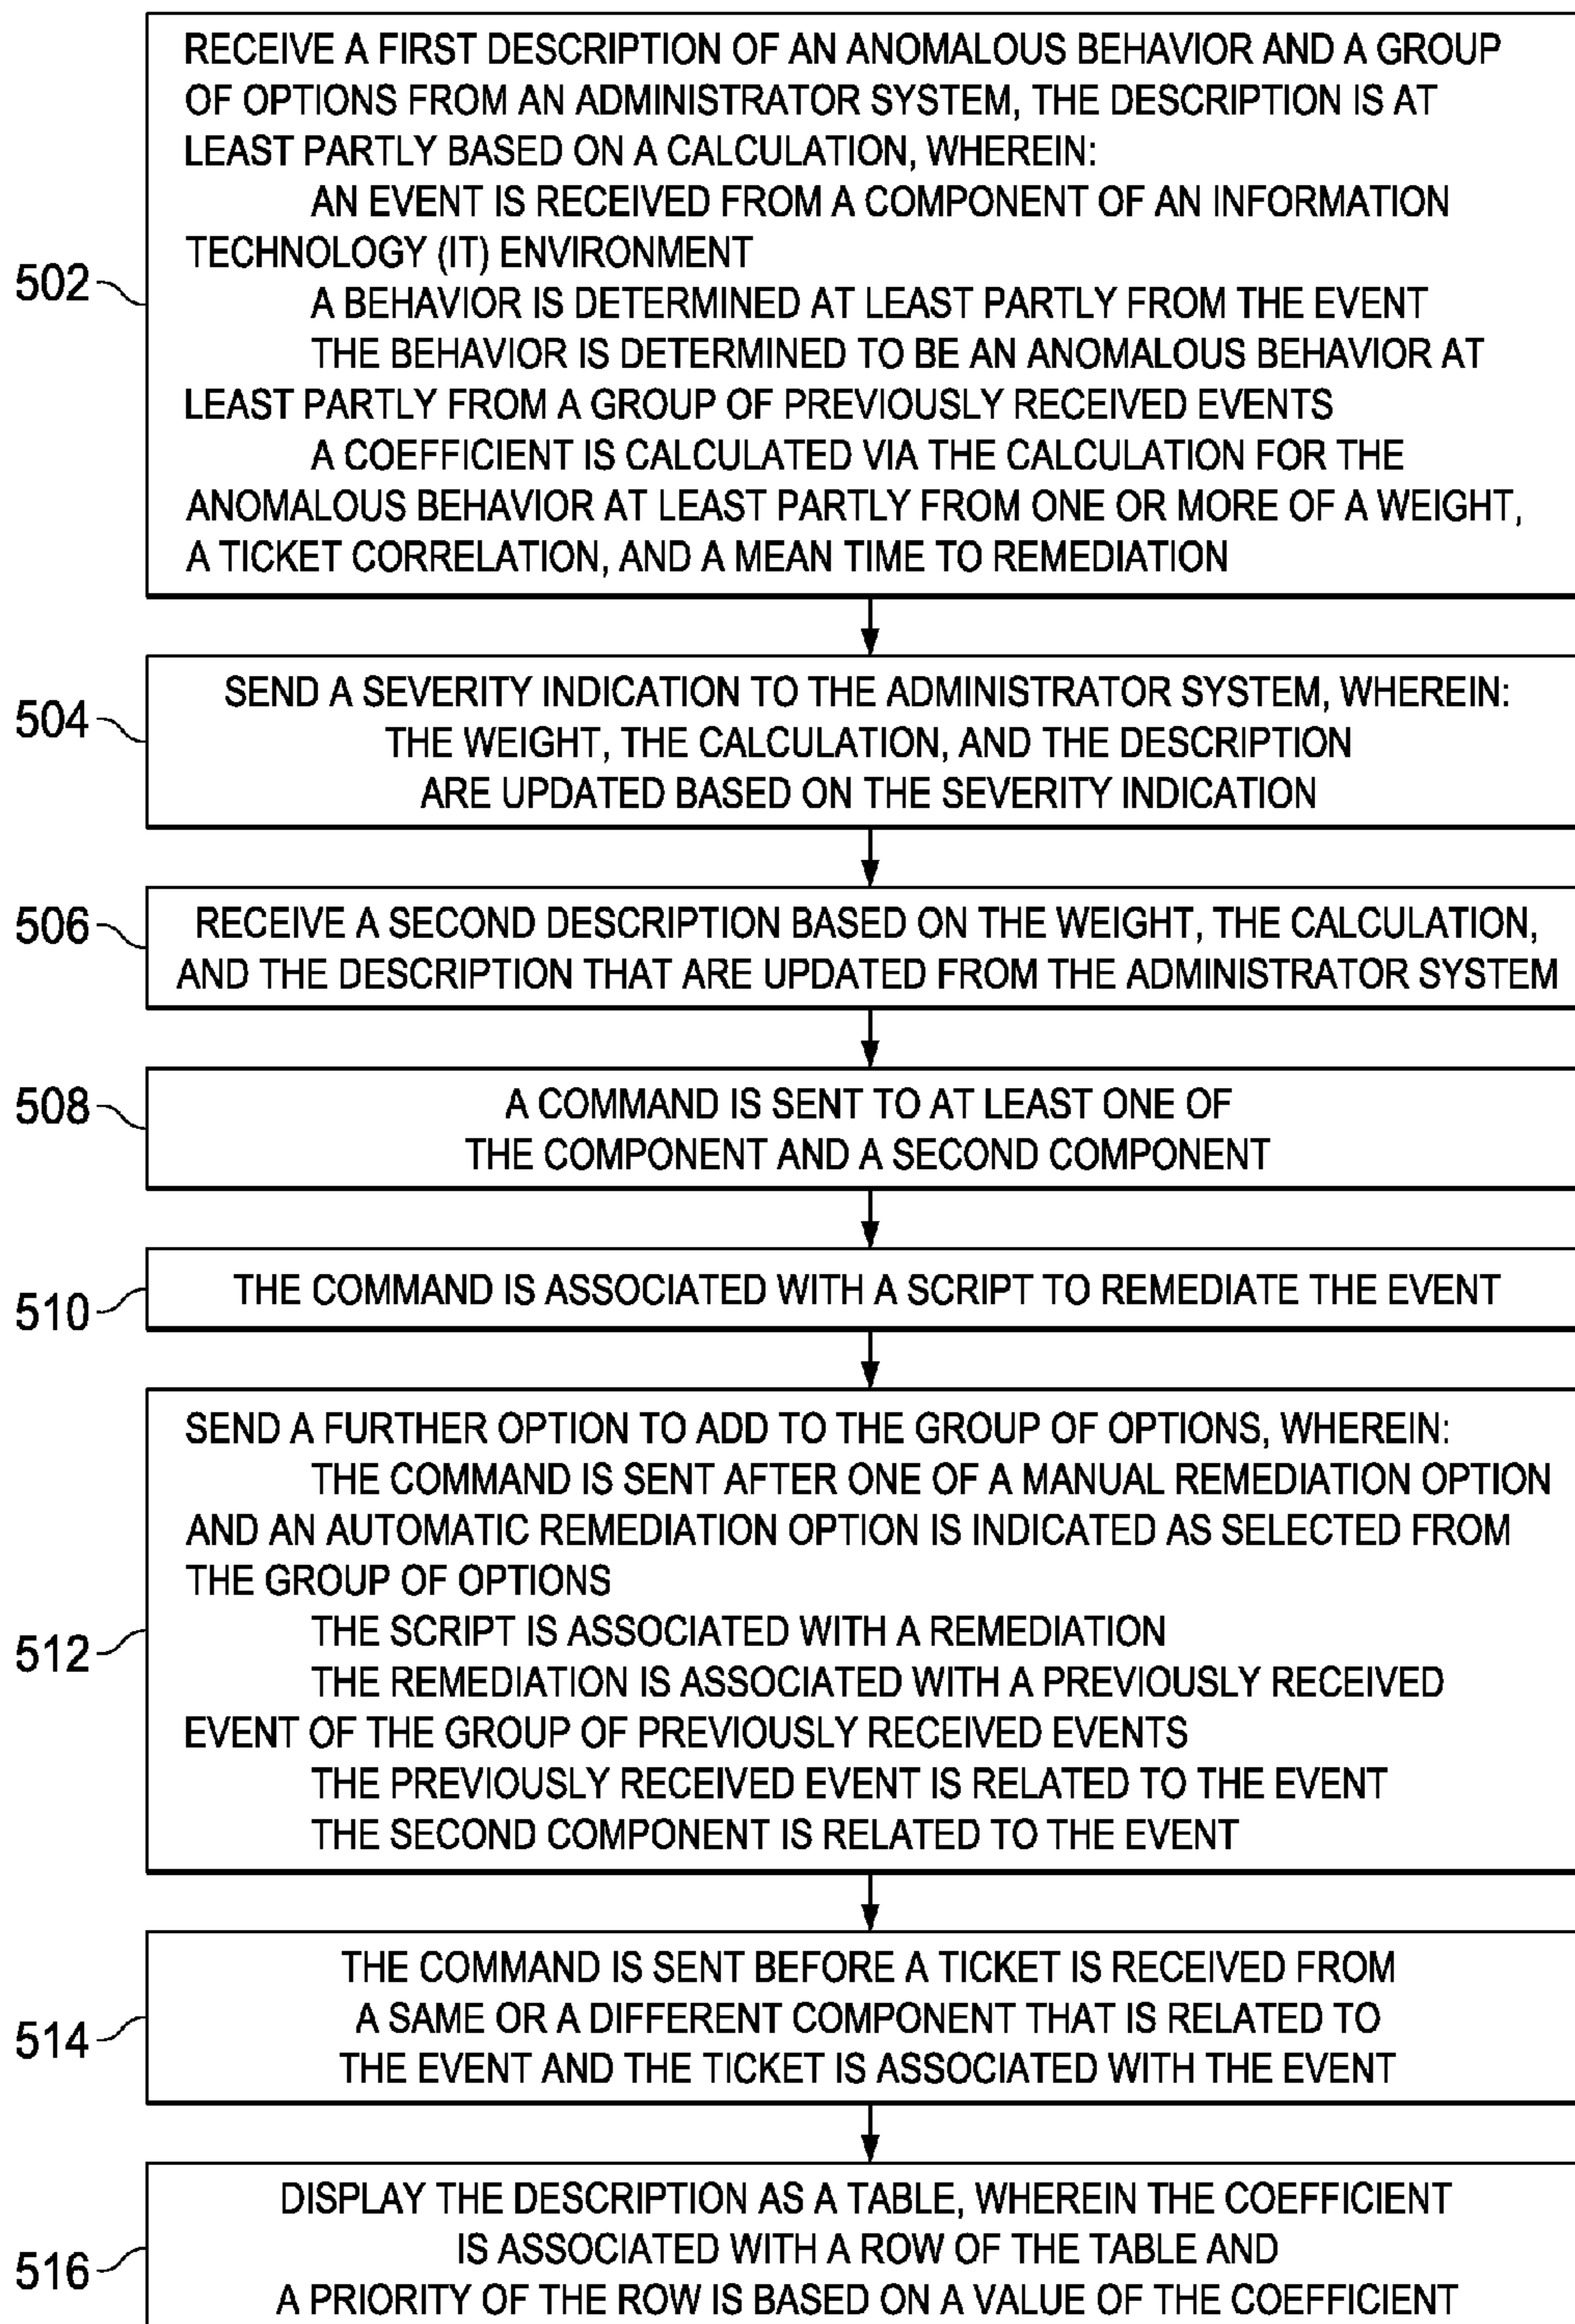 RECEIVE A FIRST DESCRIPTION OF AN ANOMALOUS BEHAVIOR AND A GROUP
OF OPTIONS FROM AN ADMINISTRATOR SYSTEM, THE DESCRIPTION IS AT
LEAST PARTLY BASED ON A CALCULATION, WHEREIN:
AN EVENT IS RECEIVED FROM A COMPONENT OF AN INFORMATION
TECHNOLOGY (IT) ENVIRONMENT
502
A BEHAVIOR IS DETERMINED AT LEAST PARTLY FROM THE EVENT
THE BEHAVIOR IS DETERMINED TO BE AN ANOMALOUS BEHAVIOR AT
LEAST PARTLY FROM A GROUP OF PREVIOUSLY RECEIVED EVENTS
A COEFFICIENT IS CALCULATED VIA THE CALCULATION FOR THE
ANOMALOUS BEHAVIOR AT LEAST PARTLY FROM ONE OR MORE OF A WEIGHT,
A TICKET CORRELATION, AND A MEAN TIME TO REMEDIATION
504
SEND A SEVERITY INDICATION TO THE ADMINISTRATOR SYSTEM, WHEREIN:
THE WEIGHT, THE CALCULATION, AND THE DESCRIPTION
ARE UPDATED BASED ON THE SEVERITY INDICATION
506
RECEIVE A SECOND DESCRIPTION BASED ON THE WEIGHT, THE CALCULATION,
AND THE DESCRIPTION THAT ARE UPDATED FROM THE ADMINISTRATOR SYSTEM
508
A COMMAND IS SENT TO AT LEAST ONE OF
THE COMPONENT AND A SECOND COMPONENT
510
THE COMMAND IS ASSOCIATED WITH A SCRIPT TO REMEDIATE THE EVENT
SEND A FURTHER OPTION TO ADD TO THE GROUP OF OPTIONS, WHEREIN:
THE COMMAND IS SENT AFTER ONE OF A MANUAL REMEDIATION OPTION
AND AN AUTOMATIC REMEDIATION OPTION IS INDICATED AS SELECTED FROM
THE GROUP OF OPTIONS
512
THE SCRIPT IS ASSOCIATED WITH A REMEDIATION
THE REMEDIATION IS ASSOCIATED WITH A PREVIOUSLY RECEIVED
EVENT OF THE GROUP OF PREVIOUSLY RECEIVED EVENTS
THE PREVIOUSLY RECEIVED EVENT IS RELATED TO THE EVENT
THE SECOND COMPONENT IS RELATED TO THE EVENT
514
THE COMMAND IS SENT BEFORE A TICKET IS RECEIVED FROM
A SAME OR A DIFFERENT COMPONENT THAT IS RELATED TO
THE EVENT AND THE TICKET IS ASSOCIATED WITH THE EVENT
516
DISPLAY THE DESCRIPTION AS A TABLE, WHEREIN THE COEFFICIENT
IS ASSOCIATED WITH A ROW OF THE TABLE AND
A PRIORITY OF THE ROW IS BASED ON A VALUE OF THE COEFFICIENT